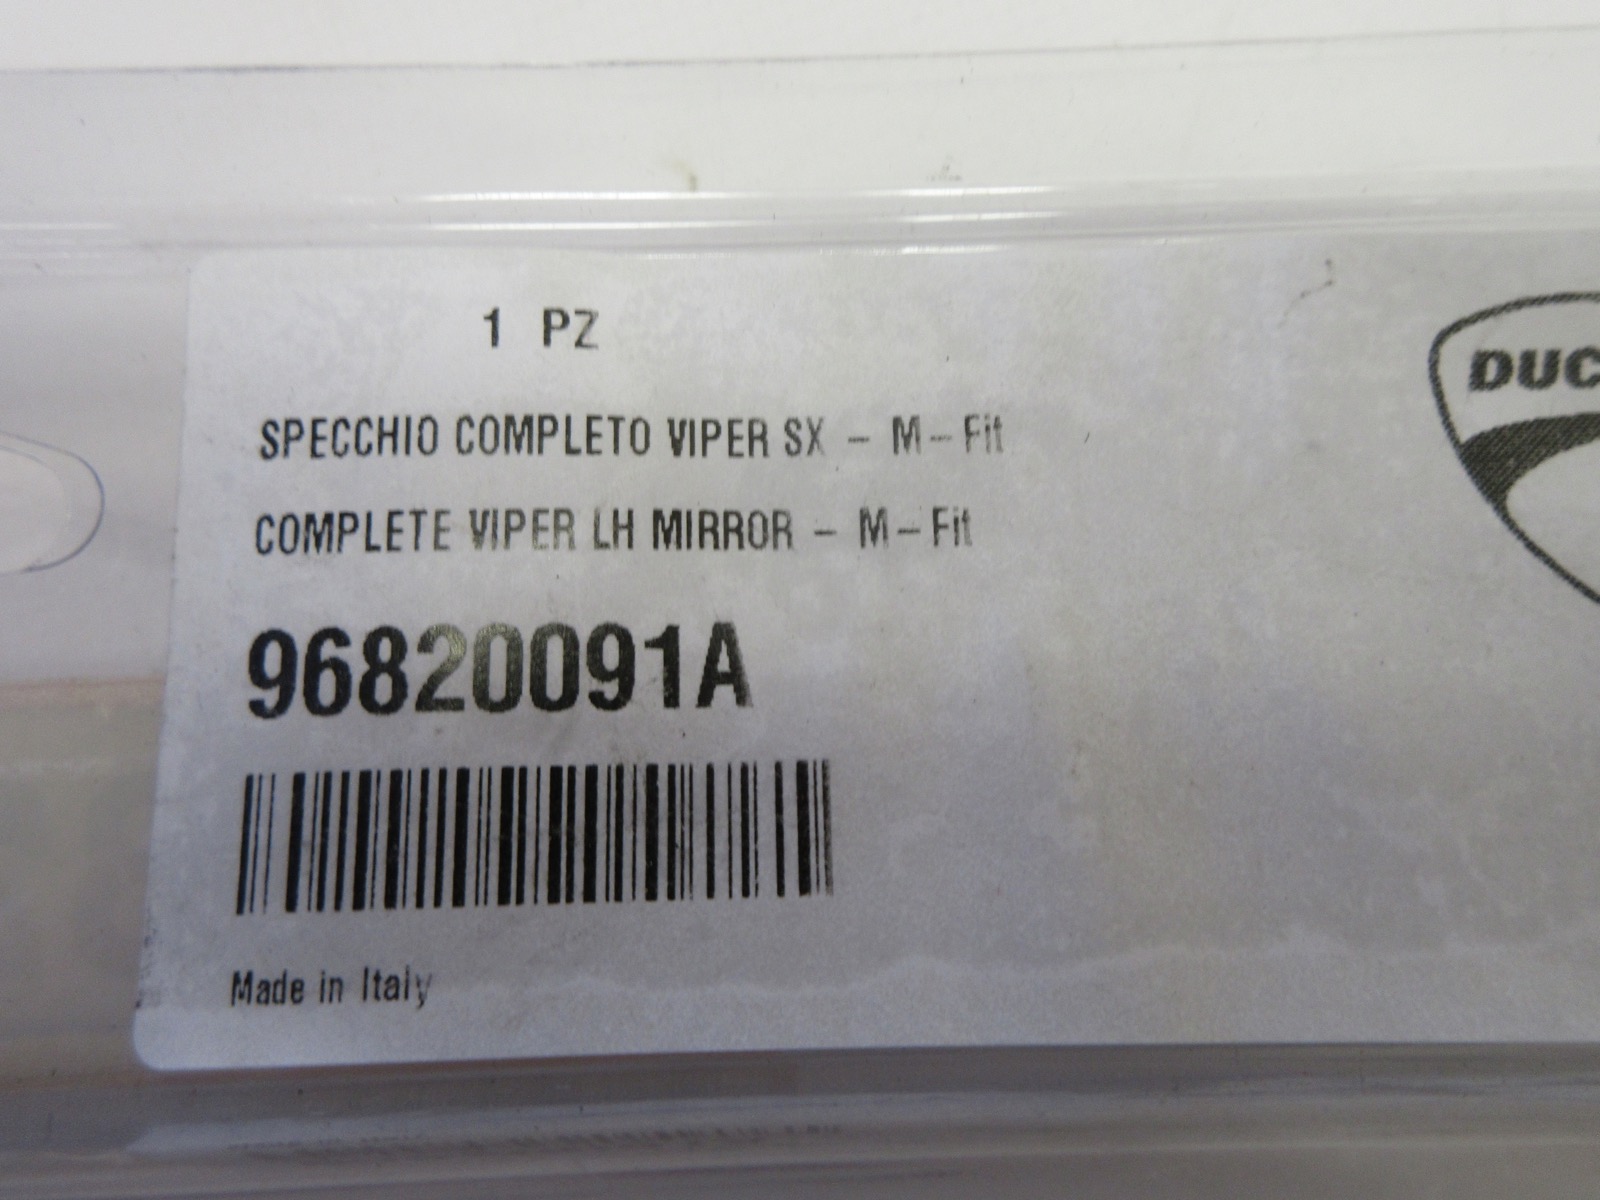 1 PZ
SPECCHIO COMPLETO VIPER SX - M-Fit
COMPLETE VIPER LH MIRROR - M-Fit
96820091A
Made in Italy
DUC